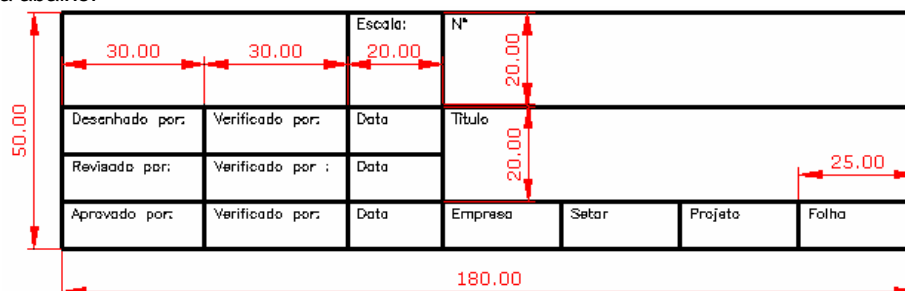 Escala:
Nº
30.00
30.00
20.00
20.00
50.00
Desenhado por:
Verificado por:
Data
Título
20.00
Revisado por:
Verificado por :
Data
25.00
Aprovado por:
Verificado por:
Data
Empresa
Setor
Projeto
Folha
180.00